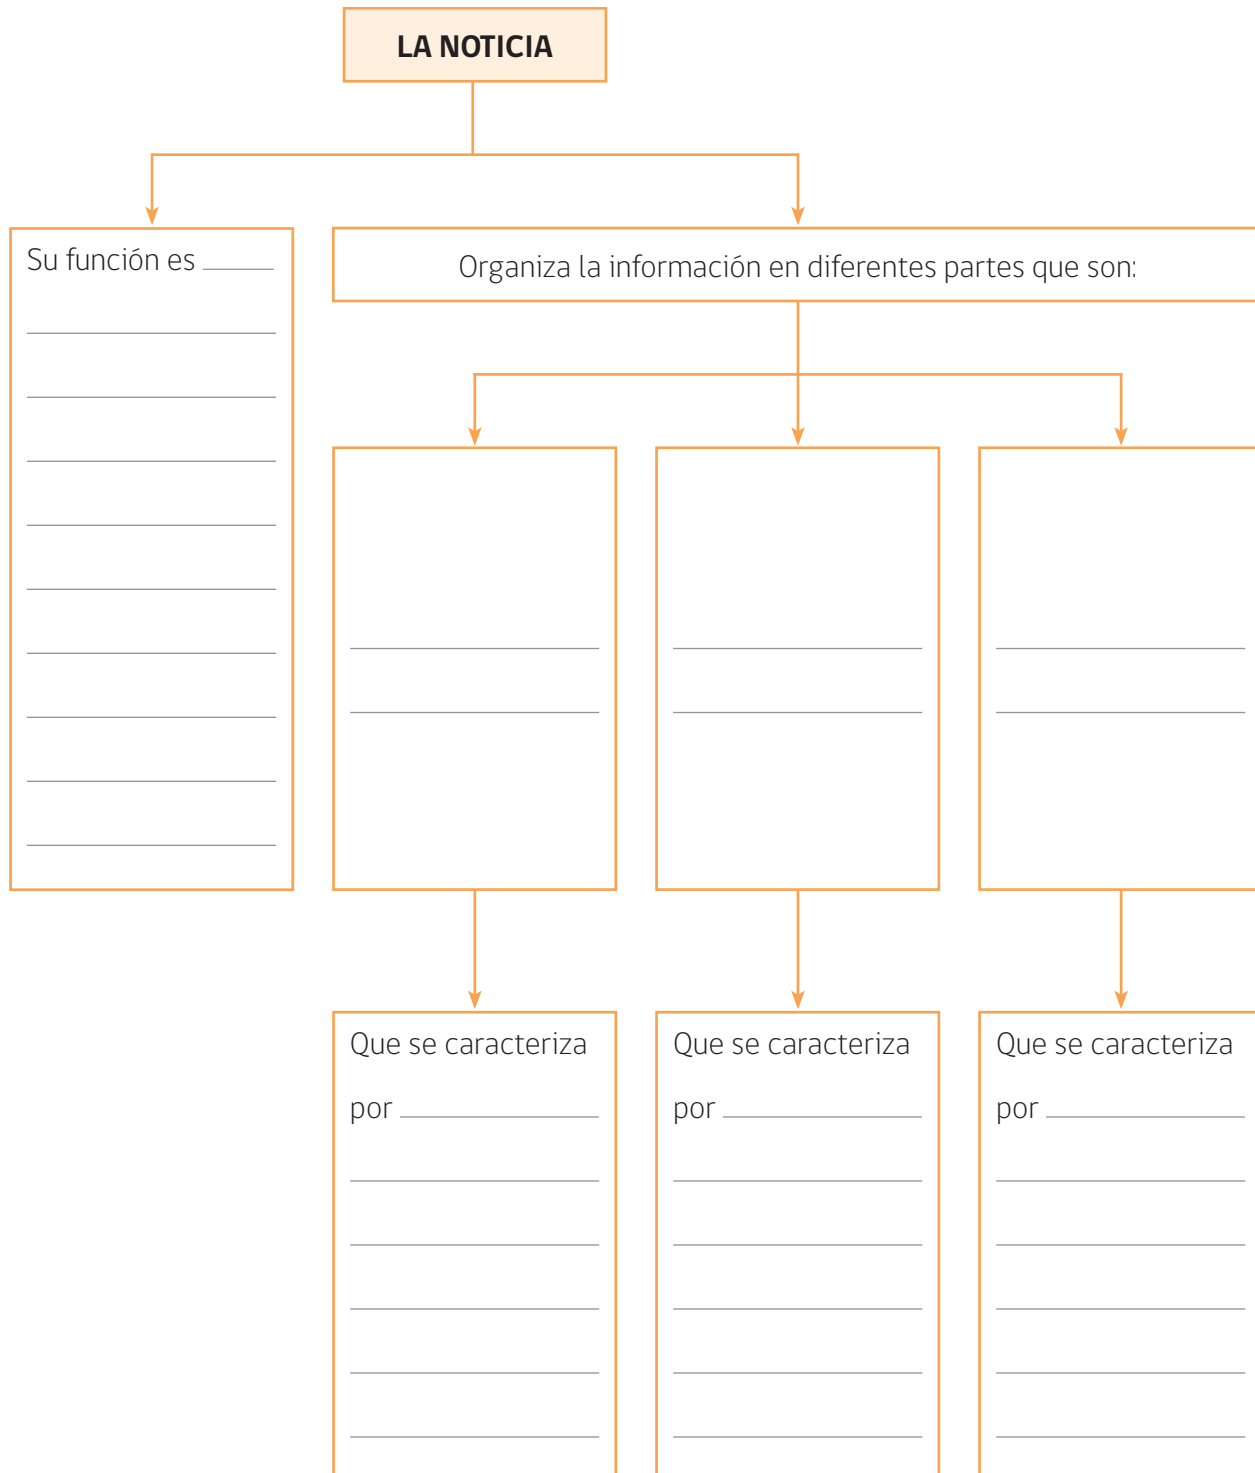 LA NOTICIA
Su función es
Organiza la información en diferentes partes que son:
Que se caracteriza
por
Que se caracteriza
por
Que se caracteriza
por